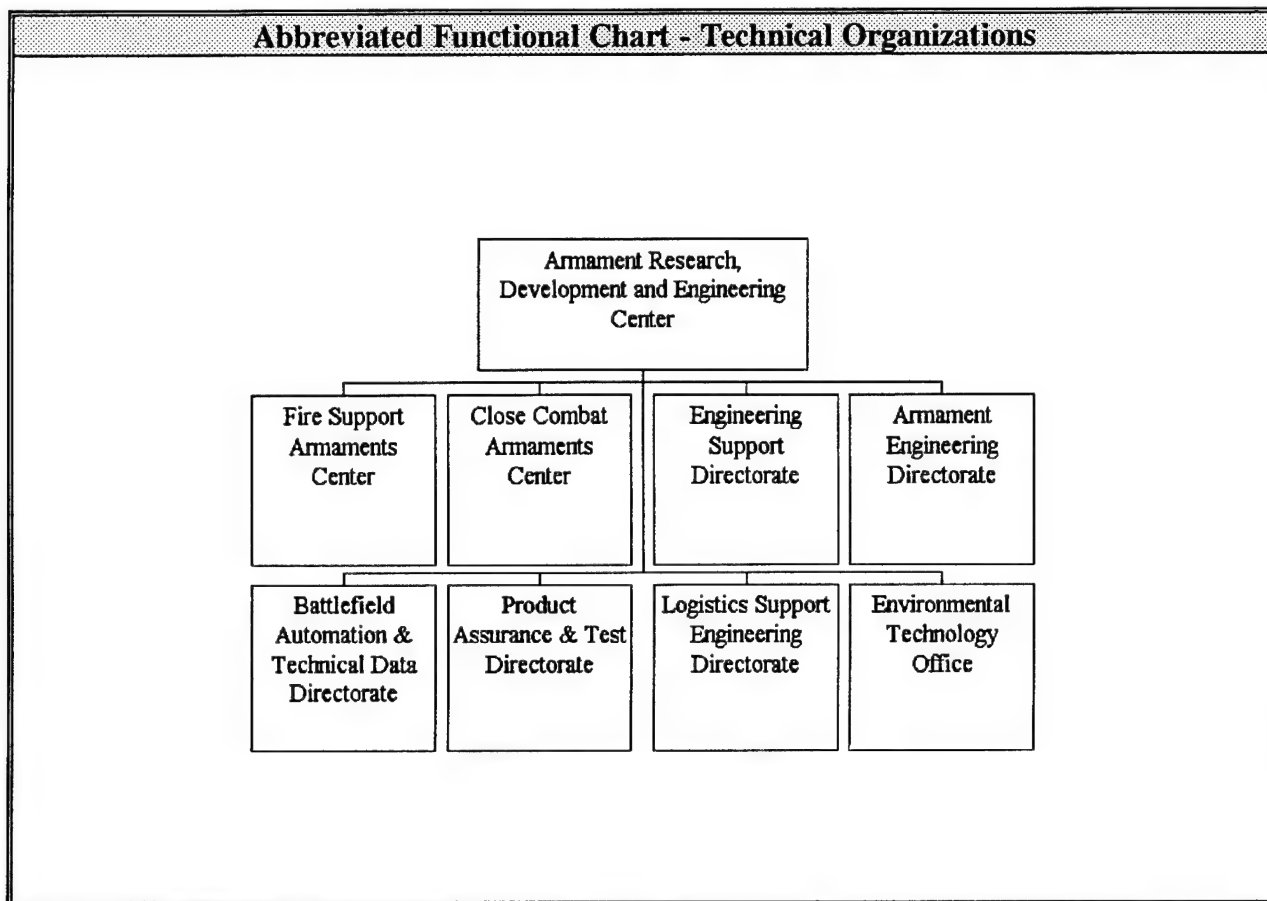 Abbreviated Functional Chart - Technical Organizations
Armament Research,
Development and Engineering
Center
Fire Support
Armaments
Center
Close Combat
Armaments
Center
Engineering
Support
Directorate
Armament
Engineering
Directorate
Battlefield
Automation &
Technical Data
Directorate
Product
Assurance & Test
Directorate
Logistics Support
Engineering
Directorate
Environmental
Technology
Office